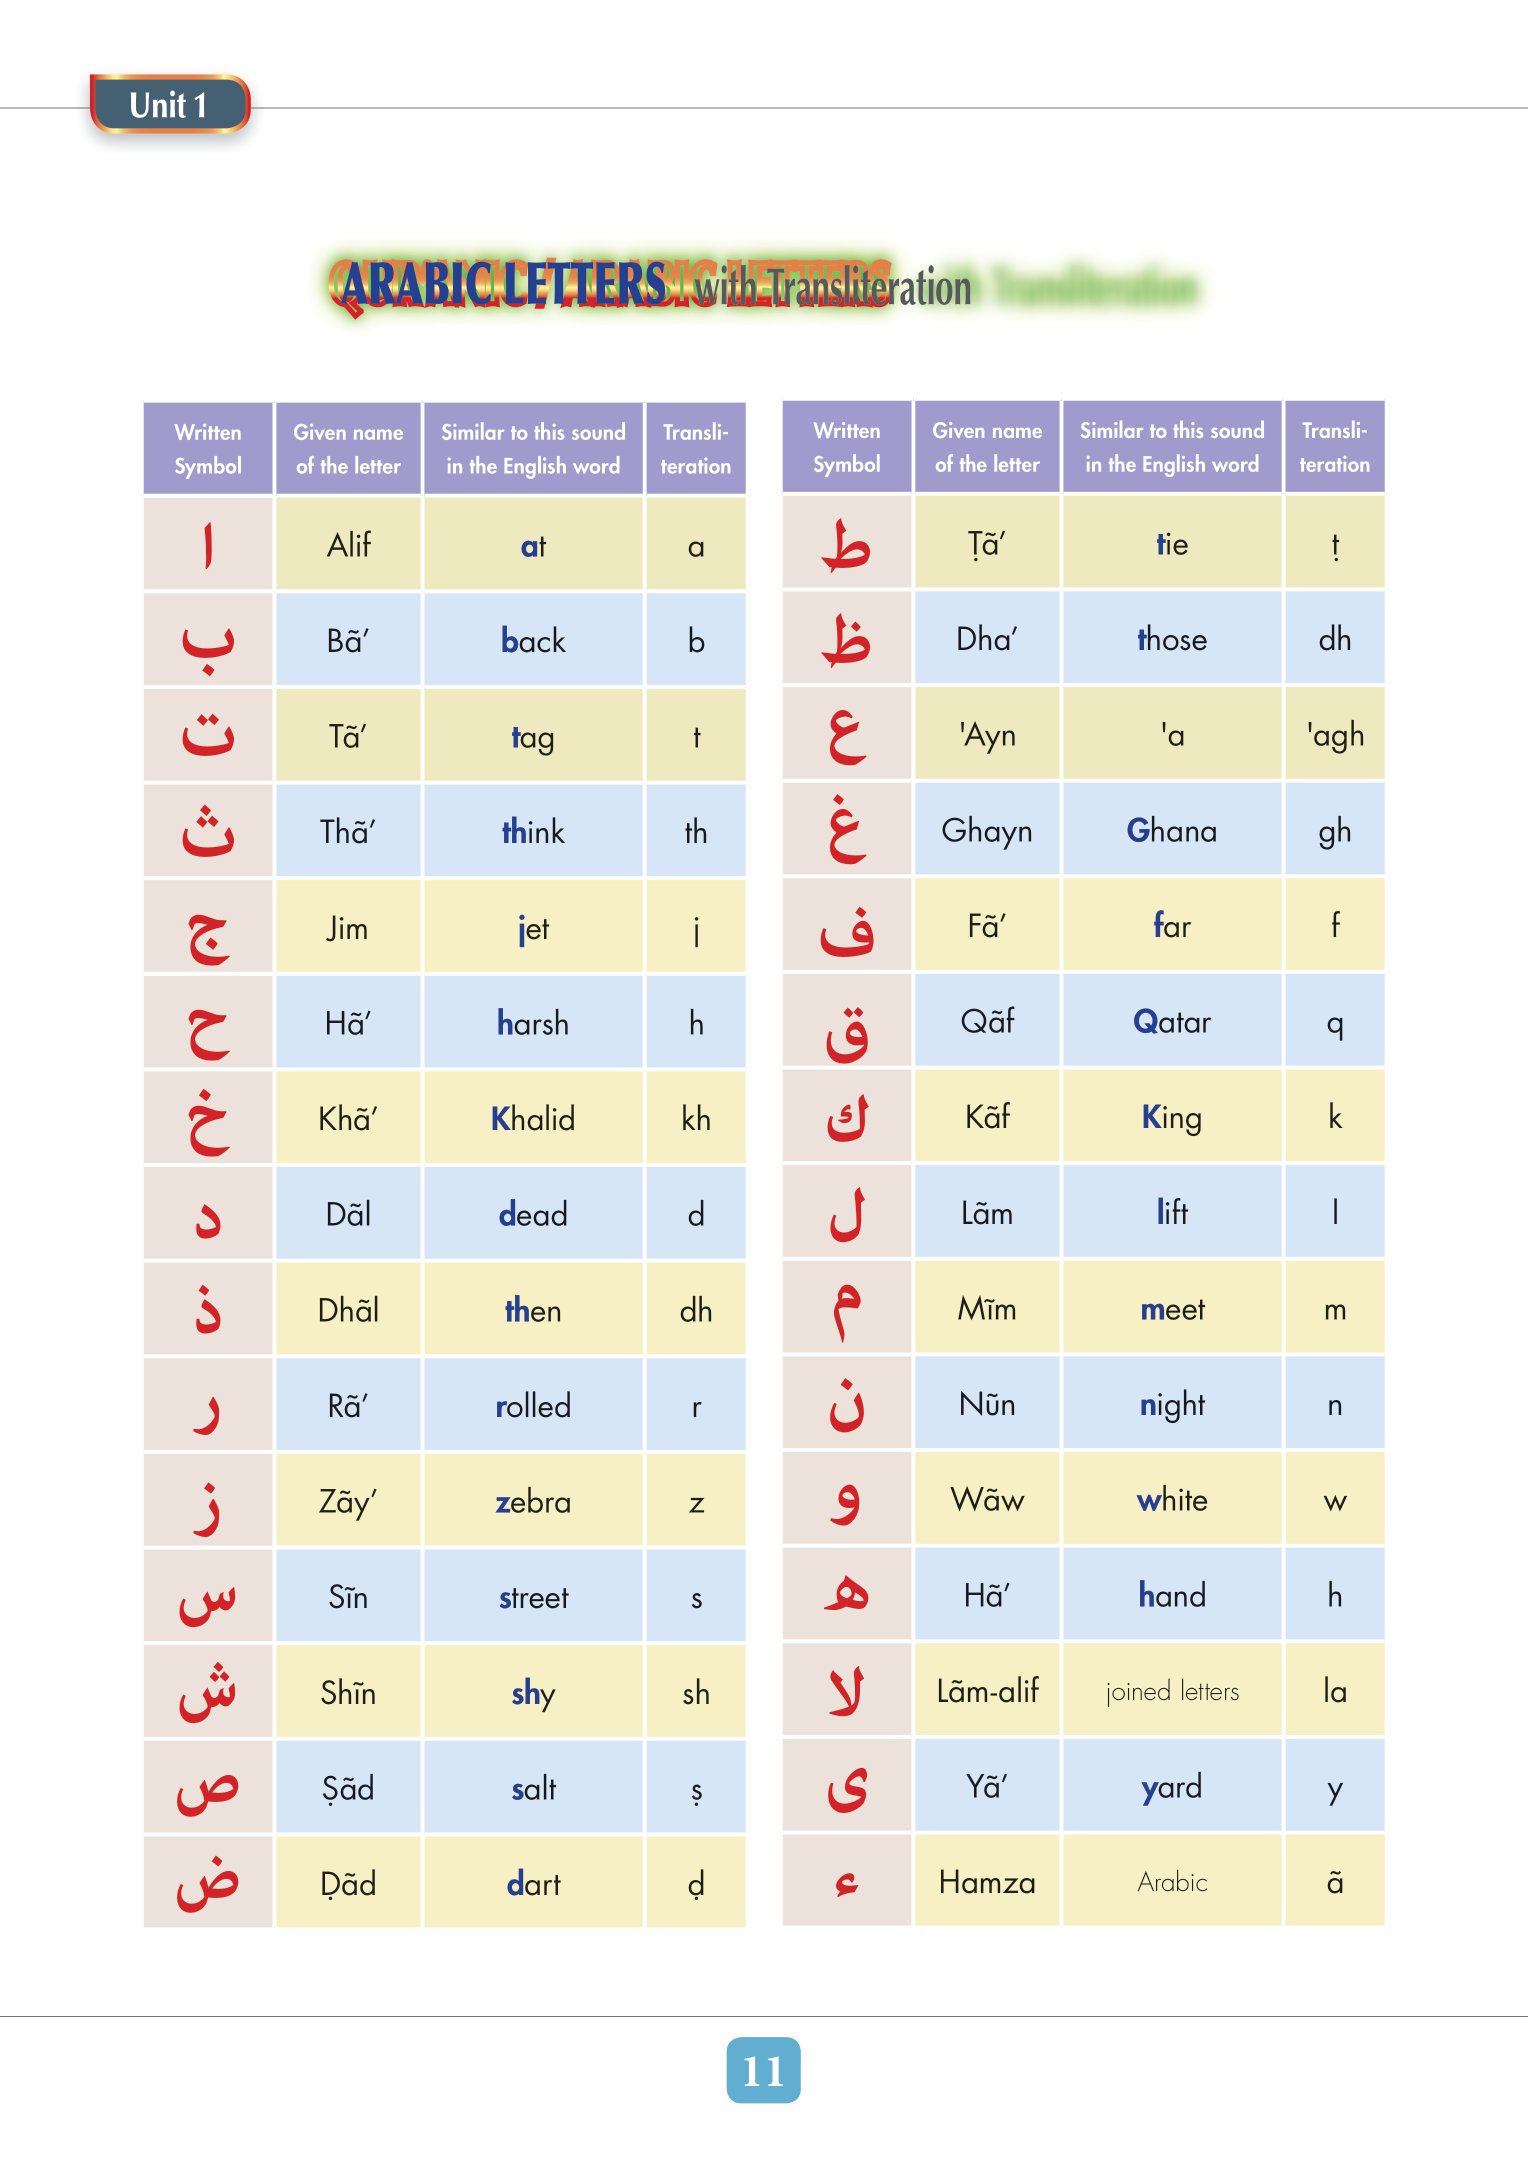 Unit 1
ARABIC LETTERS with Transliteration
Written Symbol Given name of the letter Similar to this sound in the English word Transli-teration
ا Alif at a
ب Bã’ back b
ت Tã’ tag t
ث Thã’ think th
ج Jim jet j
ح Hã’ harsh h
خ Khã’ Khalid kh
د Dãl dead d
ذ Dhãl then dh
ر Rã’ rolled r
ز Zãy’ zebra z
س Sĩn street s
ش Shĩn shy sh
ص Ṣãd salt ṣ
ض Ḍãd dart ḍ
Written Symbol Given name of the letter Similar to this sound in the English word Transli-teration
ط Ṭã’ tie ṭ
ظ Dha’ those dh
ع 'Ayn 'a 'agh
غ Ghayn Ghana gh
ف Fã’ far f
ق Qãf Qatar q
ك Kãf King k
ل Lãm lift l
م Mĩm meet m
ن Nũn night n
و Wãw white w
ه Hã’ hand h
لا Lãm-alif joined letters la
ى Yã’ yard y
ء Hamza Arabic ã
11